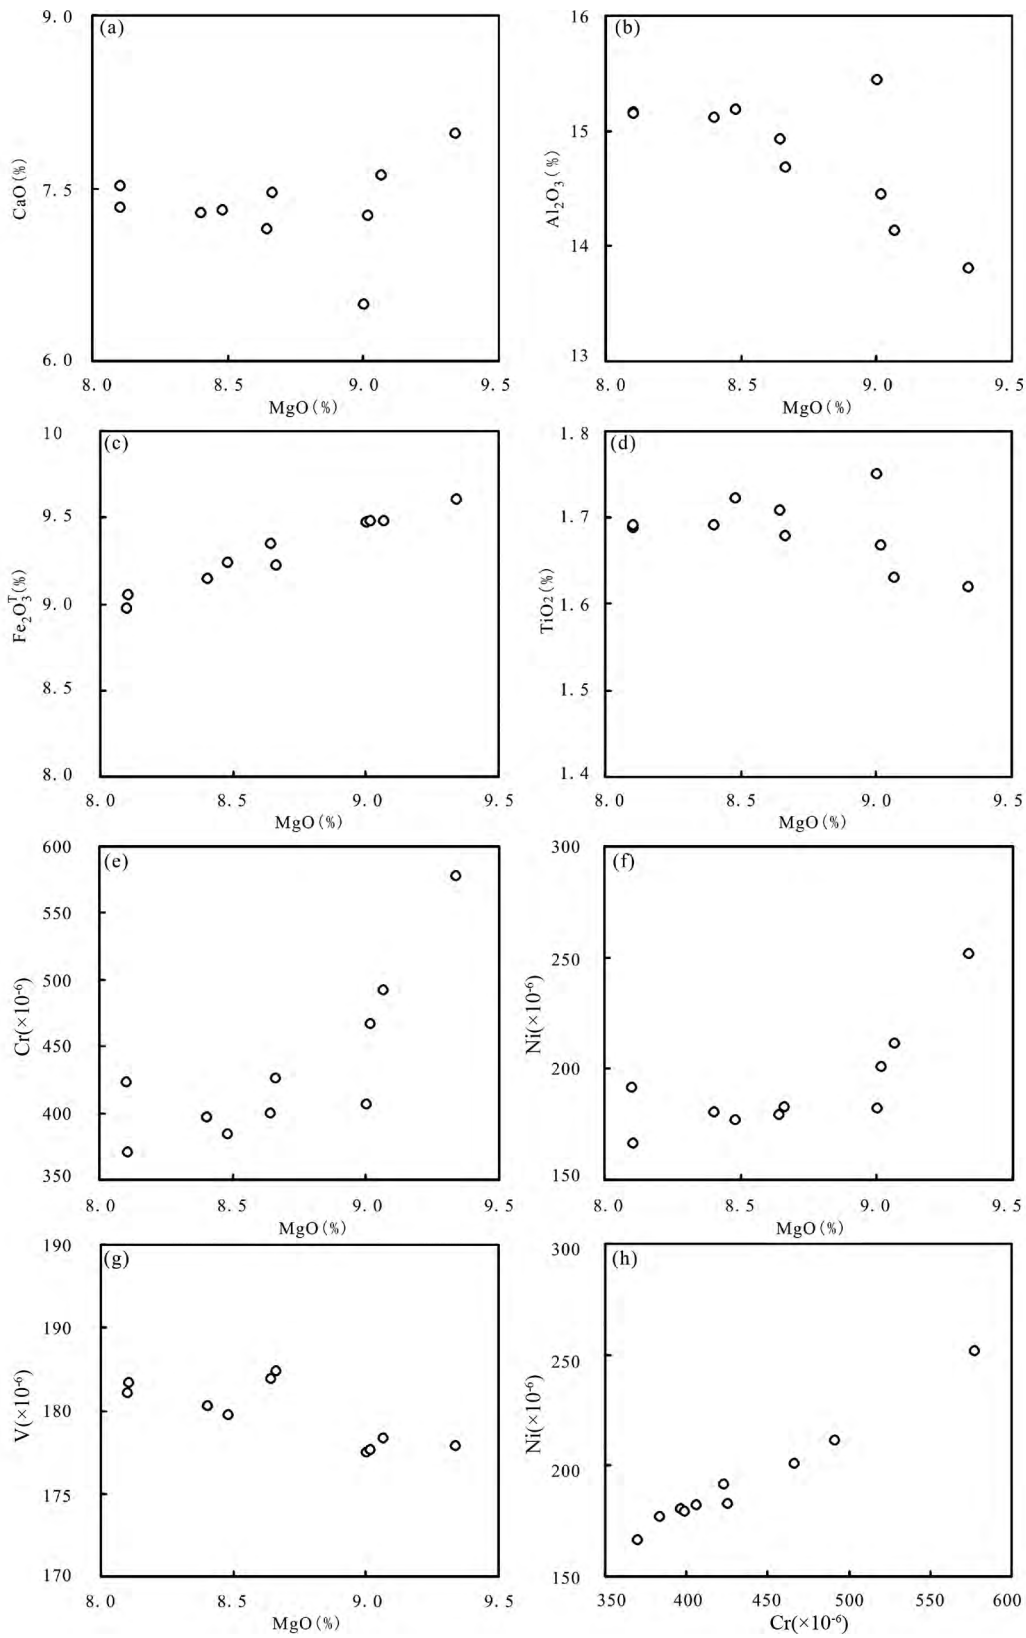 (a)
9.0
7.5
6.0
CaO(%)
8.0 8.5 9.0 9.5
MgO(%)
(b)
16
15
14
13
Al2O3(%)
8.0 8.5 9.0 9.5
MgO(%)
(c)
10
9.5
9.0
8.5
8.0
Fe2O3T(%)
8.0 8.5 9.0 9.5
MgO(%)
(d)
1.8
1.7
1.6
1.5
1.4
TiO2(%)
8.0 8.5 9.0 9.5
MgO(%)
(e)
600
550
500
450
400
350
Cr(×10-6)
8.0 8.5 9.0 9.5
MgO(%)
(f)
300
250
200
150
Ni(×10-6)
8.0 8.5 9.0 9.5
MgO(%)
(g)
190
190
180
175
170
V(×10-6)
8.0 8.5 9.0 9.5
MgO(%)
(h)
300
250
200
150
Ni(×10-6)
350 400 450 500 550 600
Cr(×10-6)